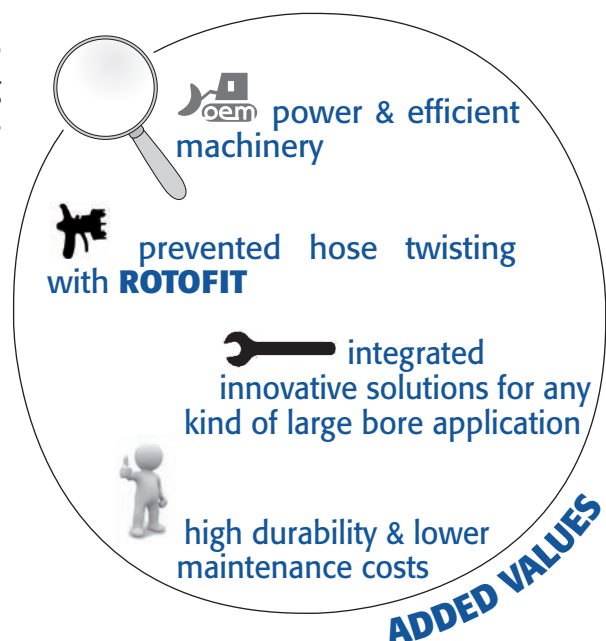 oem power & efficient
machinery
prevented hose twisting
with ROTOFIT
integrated
innovative solutions for any
kind of large bore application
high durability & lower
maintenance costs
ADDED VALUES